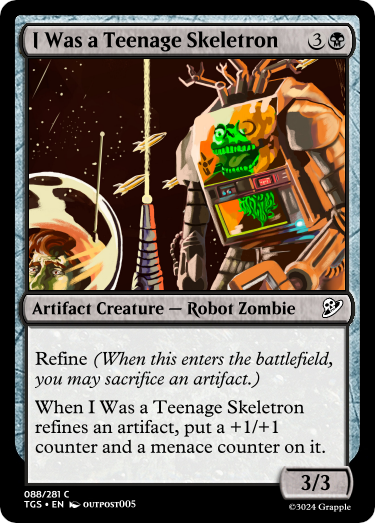 I Was a Teenage Skeletron 3
Artifact Creature — Robot Zombie
Refine (When this enters the battlefield,
you may sacrifice an artifact.)
When I Was a Teenage Skeletron
refines an artifact, put a +1/+1
counter and a menace counter on it.
3/3
088/281 C
TGS • EN OUTPOST005
©3024 Grapple